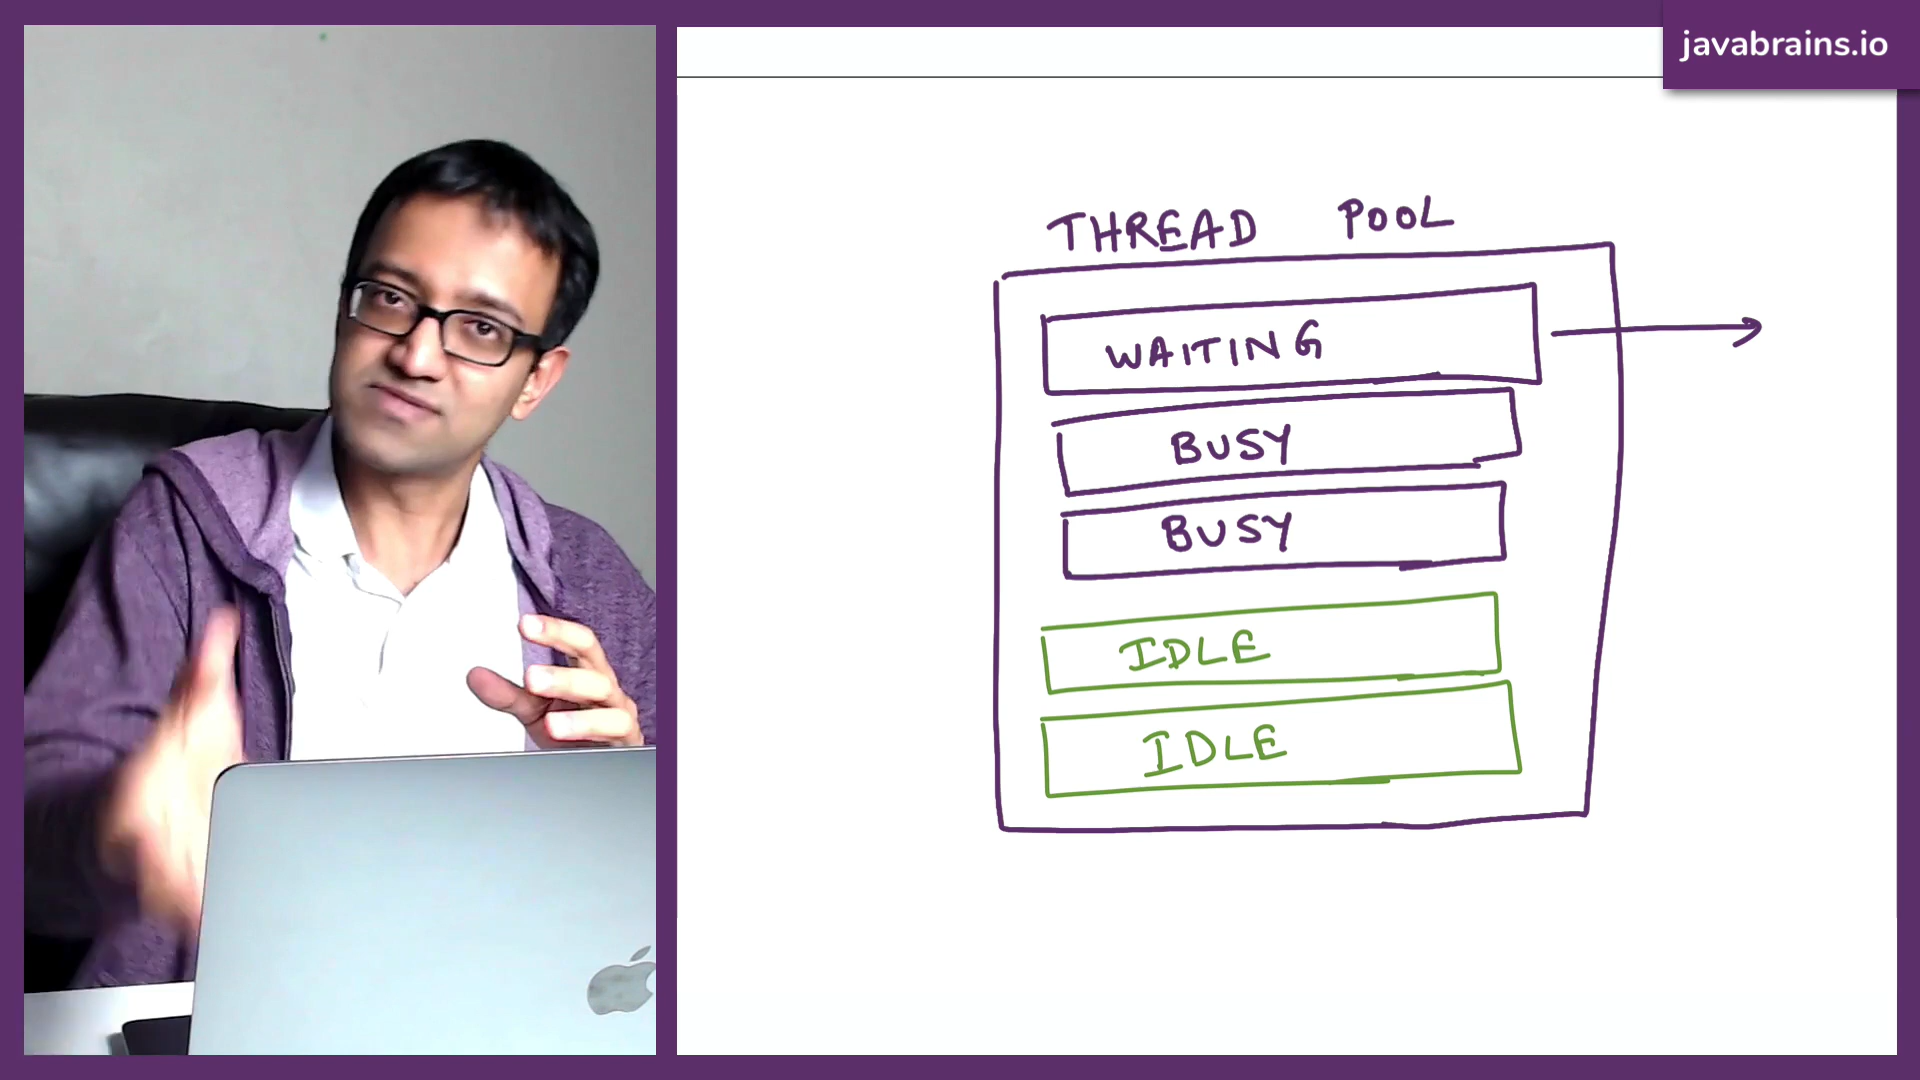 javabrains.io
THREAD POOL
WAITING
BUSY
BUSY
IDLE
IDLE